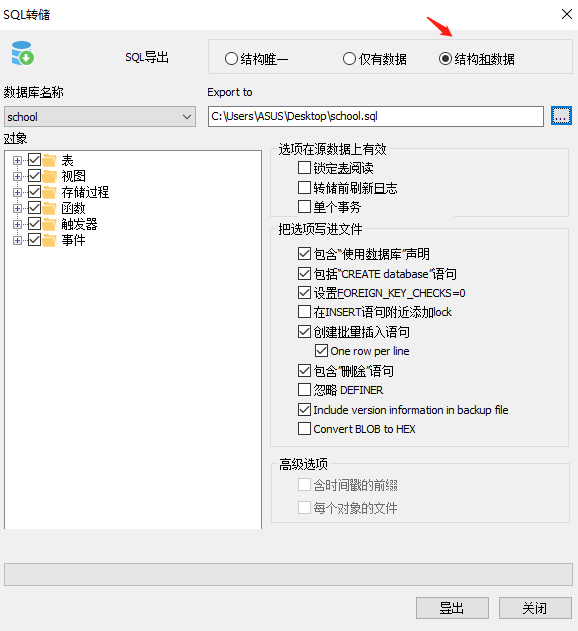 SQL转储
SQL导出
结构唯一
仅有数据
结构和数据
数据库名称
Export to
school
C:\Users\ASUS\Desktop\school.sql
...
对象
表
视图
存储过程
函数
触发器
事件
选项在源数据上有效
锁定表阅读
转储前刷新日志
单个事务
把选项写进文件
包含“使用数据库”声明
包括“CREATE database”语句
设置FOREIGN_KEY_CHECKS=0
在INSERT语句附近添加lock
创建批量插入语句
One row per line
包含“删除”语句
忽略 DEFINER
Include version information in backup file
Convert BLOB to HEX
高级选项
含时间戳的前缀
每个对象的文件
导出
关闭